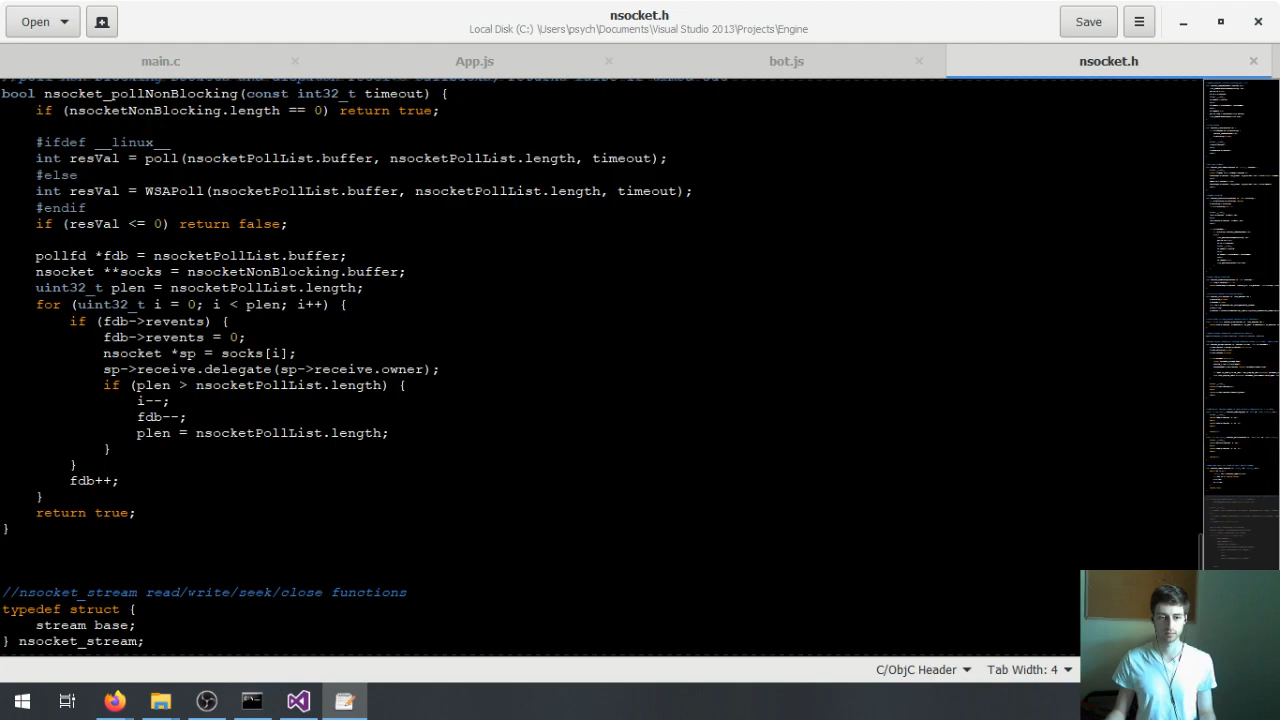 Open
nsocket.h
Local Disk (C:) \Users\psych\Documents\Visual Studio 2013\Projects\Engine
Save
main.c
App.js
bot.js
nsocket.h
bool nsocket_pollNonBlocking(const int32_t timeout) {
if (nsocketNonBlocking.length == 0) return true;
#ifdef __linux__
int resVal = poll(nsocketPollList.buffer, nsocketPollList.length, timeout);
#else
int resVal = WSAPoll(nsocketPollList.buffer, nsocketPollList.length, timeout);
#endif
if (resVal <= 0) return false;
pollfd *fdb = nsocketPollList.buffer;
nsocket **socks = nsocketNonBlocking.buffer;
uint32_t plen = nsocketPollList.length;
for (uint32_t i = 0; i < plen; i++) {
if (fdb->revents) {
fdb->revents = 0;
nsocket *sp = socks[i];
sp->receive.delegate(sp->receive.owner);
if (plen > nsocketPollList.length) {
i--;
fdb--;
plen = nsocketPollList.length;
}
}
fdb++;
}
return true;
}
//nsocket_stream read/write/seek/close functions
typedef struct {
stream base;
} nsocket_stream;
C/ObjC Header
Tab Width: 4